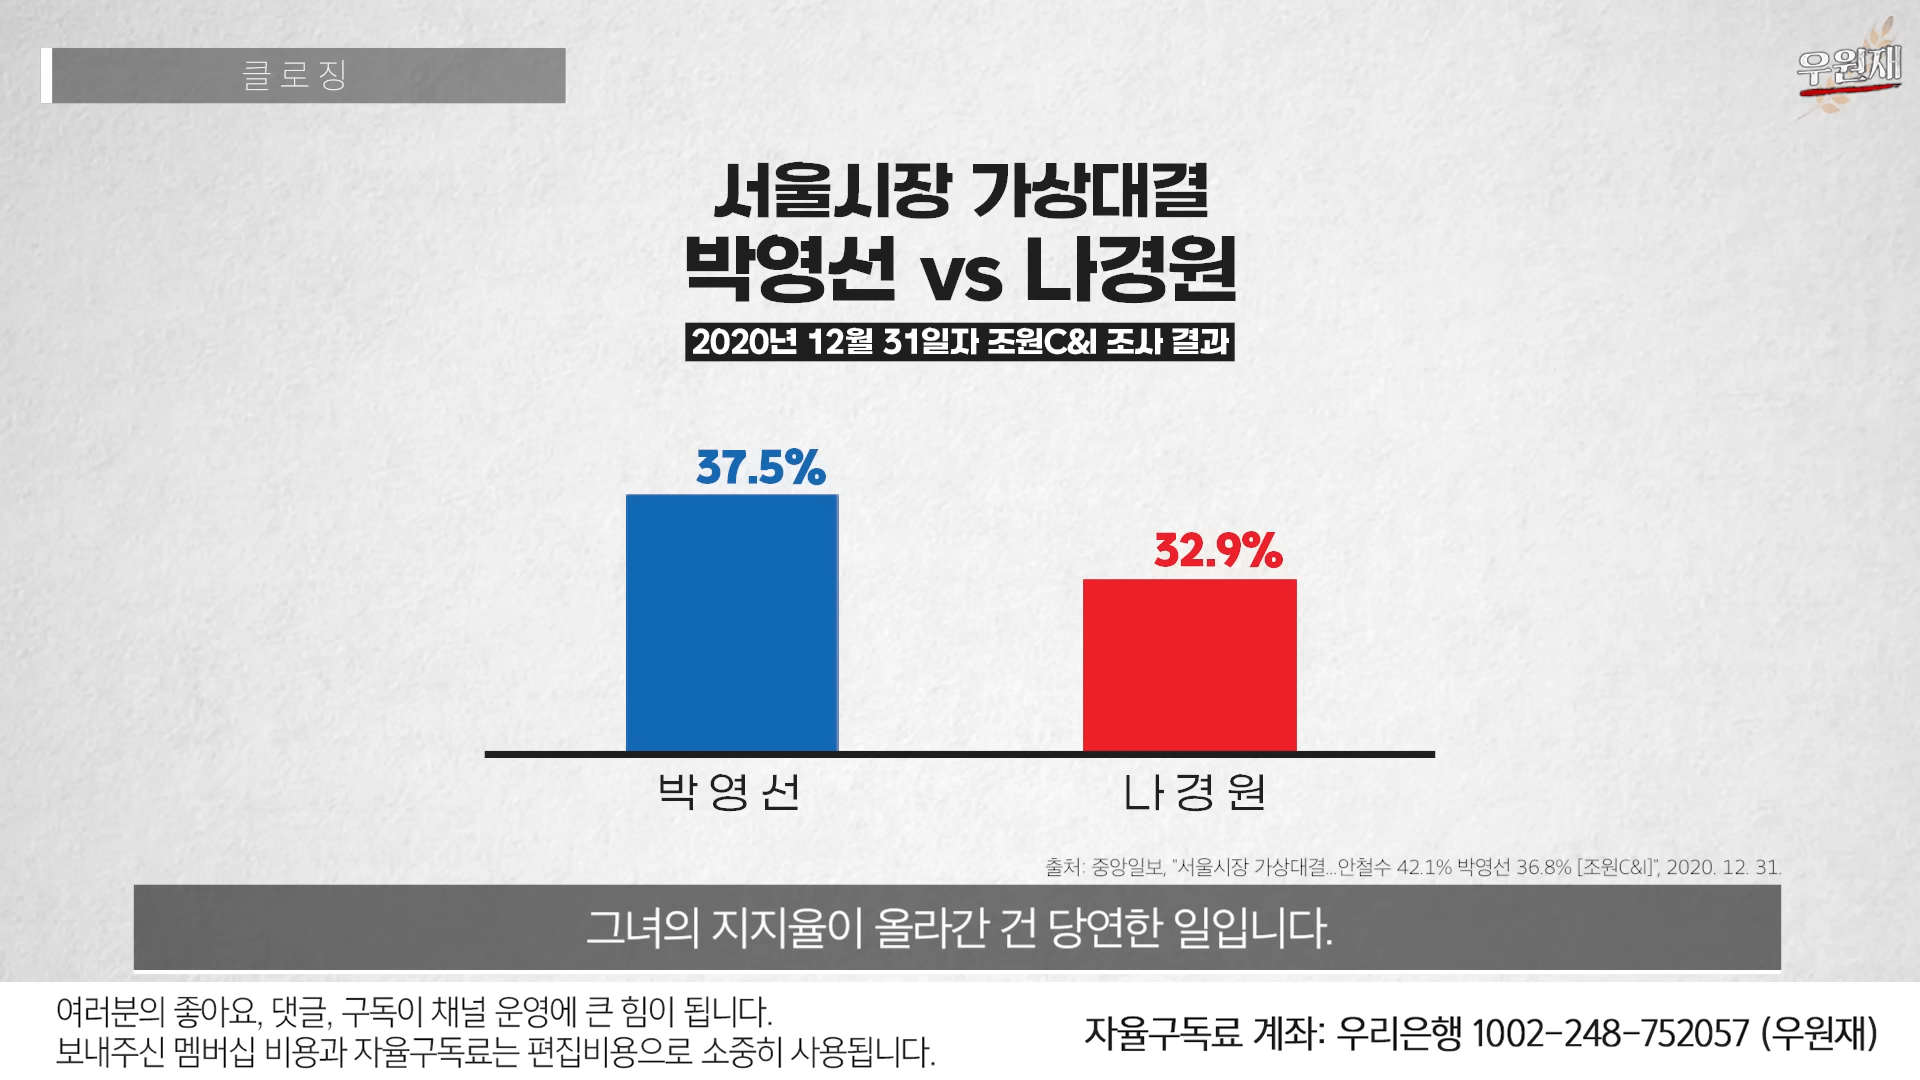 클로징
우원재
서울시장 가상대결
박영선 vs 나경원
2020년 12월 31일자 조원C&I 조사 결과
37.5%
32.9%
박영선
나경원
출처: 중앙일보, "서울시장 가상대결...안철수 42.1% 박영선 36.8% [조원C&I]", 2020. 12. 31.
그녀의 지지율이 올라간 건 당연한 일입니다.
여러분의 좋아요, 댓글, 구독이 채널 운영에 큰 힘이 됩니다.
보내주신 멤버십 비용과 자율구독료는 편집비용으로 소중히 사용됩니다.
자율구독료 계좌: 우리은행 1002-248-752057 (우원재)